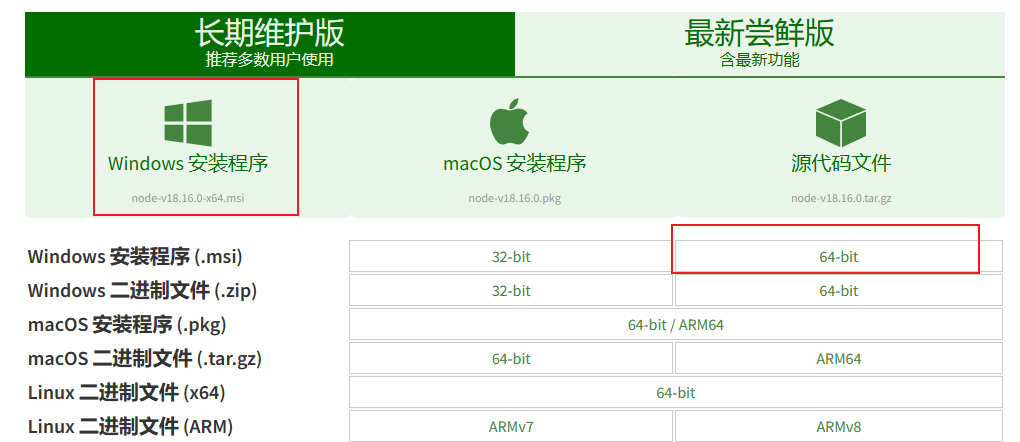 长期维护版
推荐多数用户使用
最新尝鲜版
含最新功能
Windows 安装程序
node-v18.16.0-x64.msi
macOS 安装程序
node-v18.16.0.pkg
源代码文件
node-v18.16.0.tar.gz
Windows 安装程序 (.msi) 32-bit 64-bit
Windows 二进制文件 (.zip) 32-bit 64-bit
macOS 安装程序 (.pkg) 64-bit / ARM64
macOS 二进制文件 (.tar.gz) 64-bit ARM64
Linux 二进制文件 (x64) 64-bit
Linux 二进制文件 (ARM) ARMv7 ARMv8